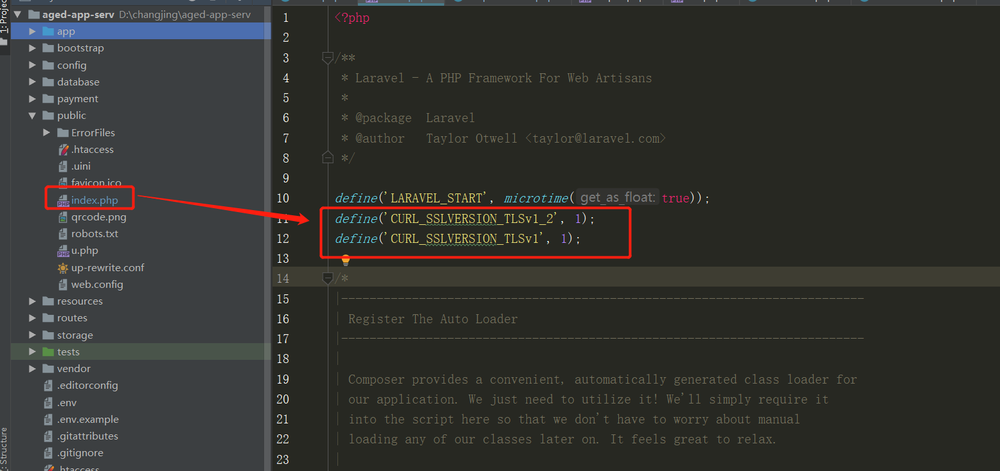 1: Project
aged-app-serv D:\changjing\aged-app-serv
app
bootstrap
config
database
payment
public
ErrorFiles
.htaccess
.uini
favicon.ico
index.php
qrcode.png
robots.txt
u.php
up-rewrite.conf
web.config
resources
routes
storage
tests
vendor
.editorconfig
.env
.env.example
.gitattributes
.gitignore
.htaccess
Structure
1 <?php
2
3 /**
4 * Laravel - A PHP Framework For Web Artisans
5 *
6 * @package Laravel
7 * @author Taylor Otwell <taylor@laravel.com>
8 */
9
10 define('LARAVEL_START', microtime( get_as_float: true));
11 define('CURL_SSLVERSION_TLSv1_2', 1);
12 define('CURL_SSLVERSION_TLSv1', 1);
13
14 /*
15 |--------------------------------------------------------------------------
16 | Register The Auto Loader
17 |--------------------------------------------------------------------------
18 |
19 | Composer provides a convenient, automatically generated class loader for
20 | our application. We just need to utilize it! We'll simply require it
21 | into the script here so that we don't have to worry about manual
22 | loading any of our classes later on. It feels great to relax.
23 |